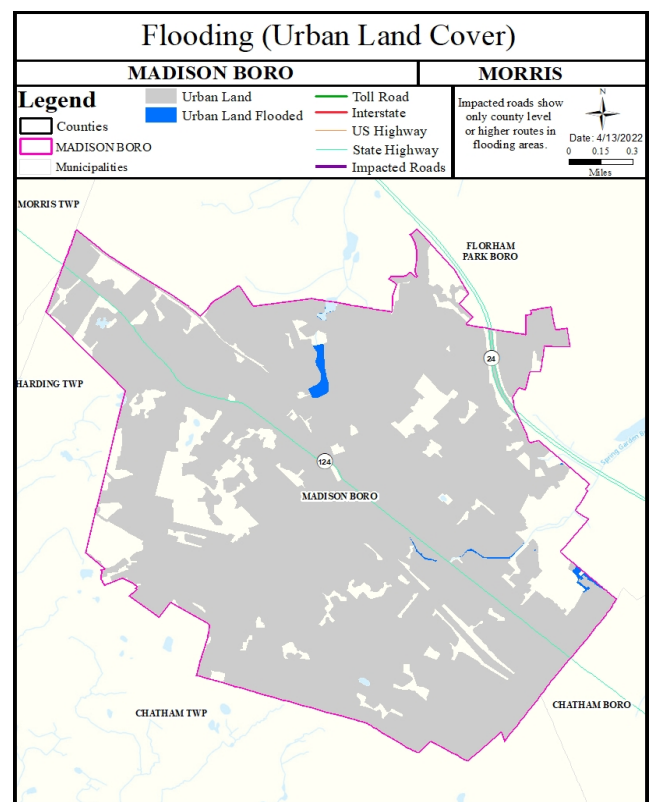 Flooding (Urban Land Cover)
MADISON BORO
MORRIS
Legend
Counties
MADISON BORO
Municipalities
Urban Land
Urban Land Flooded
Toll Road
Interstate
US Highway
State Highway
Impacted Roads
Impacted roads show
only county level
or higher routes in
flooding areas.
N
Date: 4/13/2022
0 0.15 0.3
Miles
MORRIS TWP
FLORHAM
PARK BORO
24
HARDING TWP
Spring Garden
124
MADISON BORO
CHATHAM TWP
CHATHAM BORO